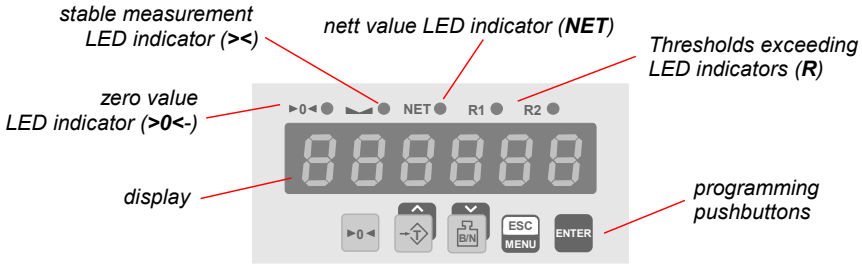 stable measurement
LED indicator (><)
nett value LED indicator (NET)
Thresholds exceeding
LED indicators (R)
zero value
LED indicator (>0<-)
►0◄ NET R1 R2
888888
display
programming
pushbuttons
►0◄ →T B/N ESC MENU ENTER